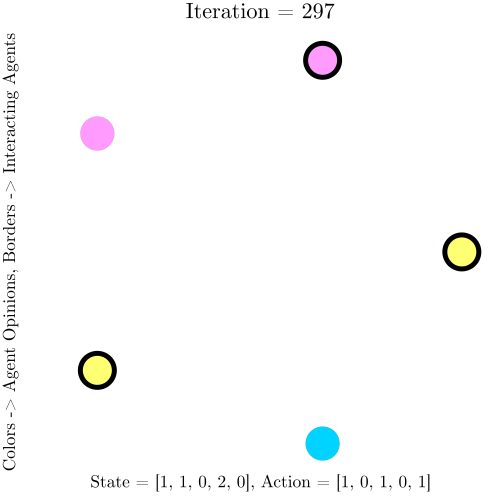 Iteration = 297
Colors -> Agent Opinions, Borders -> Interacting Agents
State = [1, 1, 0, 2, 0], Action = [1, 0, 1, 0, 1]